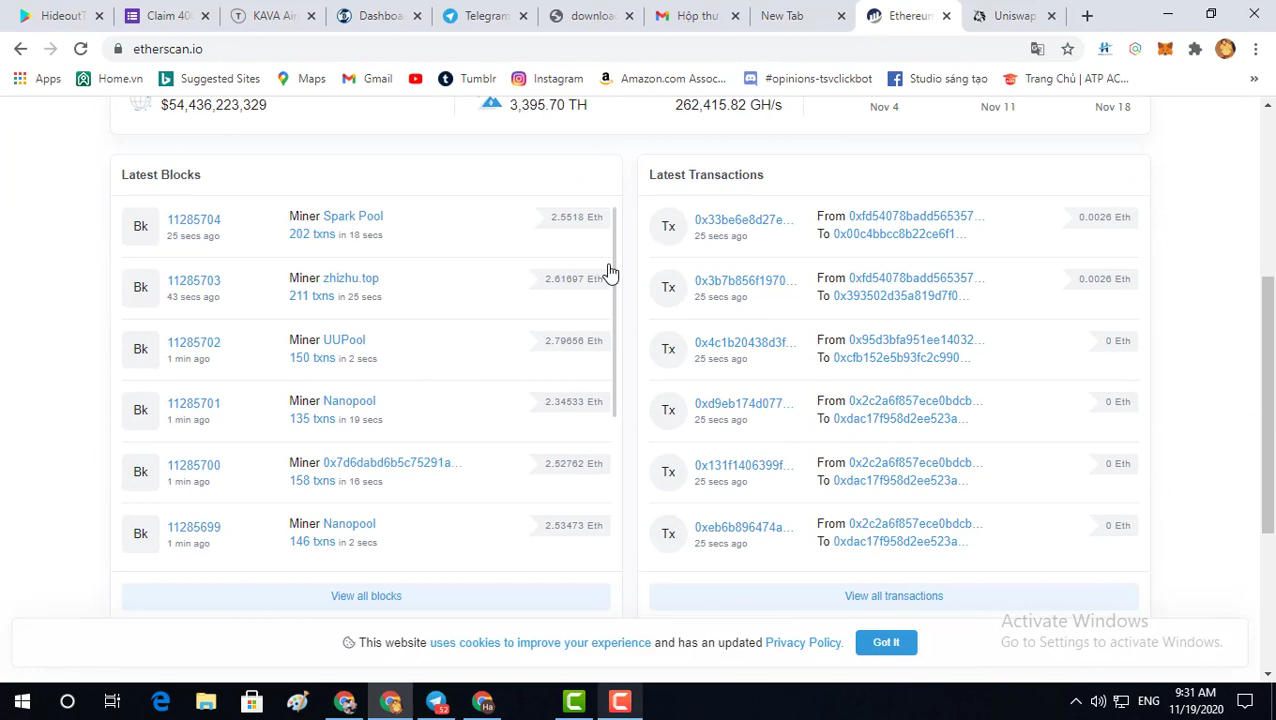 HideoutT
Claim 400
KAVA Air
Dashboa
Telegram
download
Hộp thư
New Tab
Ethereum
Uniswap
etherscan.io
Apps
Home.vn
Suggested Sites
Maps
Gmail
Tumblr
Instagram
Amazon.com Assoc...
#opinions-tsvclickbot
Studio sáng tạo
Trang Chủ | ATP AC...
»
$54,436,223,329
3,395.70 TH
262,415.82 GH/s
Nov 4
Nov 11
Nov 18
Latest Blocks
Bk
11285704
25 secs ago
Miner Spark Pool
202 txns in 18 secs
2.5518 Eth
Bk
11285703
43 secs ago
Miner zhizhu.top
211 txns in 25 secs
2.61697 Eth
Bk
11285702
1 min ago
Miner UUPool
150 txns in 2 secs
2.79656 Eth
Bk
11285701
1 min ago
Miner Nanopool
135 txns in 19 secs
2.34533 Eth
Bk
11285700
1 min ago
Miner 0x7d6dabd6b5c75291a...
158 txns in 16 secs
2.52762 Eth
Bk
11285699
1 min ago
Miner Nanopool
146 txns in 2 secs
2.53473 Eth
View all blocks
Latest Transactions
Tx
0x33be6e8d27e...
25 secs ago
From 0xfd54078badd565357...
To 0x00c4bbcc8b22ce6f1...
0.0026 Eth
Tx
0x3b7b856f1970...
25 secs ago
From 0xfd54078badd565357...
To 0x393502d35a819d7f0...
0.0026 Eth
Tx
0x4c1b20438d3f...
25 secs ago
From 0x95d3bfa951ee14032...
To 0xcfb152e5b93fc2c990...
0 Eth
Tx
0xd9eb174d077...
25 secs ago
From 0x2c2a6f857ece0bdcb...
To 0xdac17f958d2ee523a...
0 Eth
Tx
0x131f1406399f...
25 secs ago
From 0x2c2a6f857ece0bdcb...
To 0xdac17f958d2ee523a...
0 Eth
Tx
0xeb6b896474a...
25 secs ago
From 0x2c2a6f857ece0bdcb...
To 0xdac17f958d2ee523a...
0 Eth
View all transactions
This website uses cookies to improve your experience and has an updated Privacy Policy.
Got It
Activate Windows
Go to Settings to activate Windows.
52
Ha
ENG
9:31 AM
11/19/2020